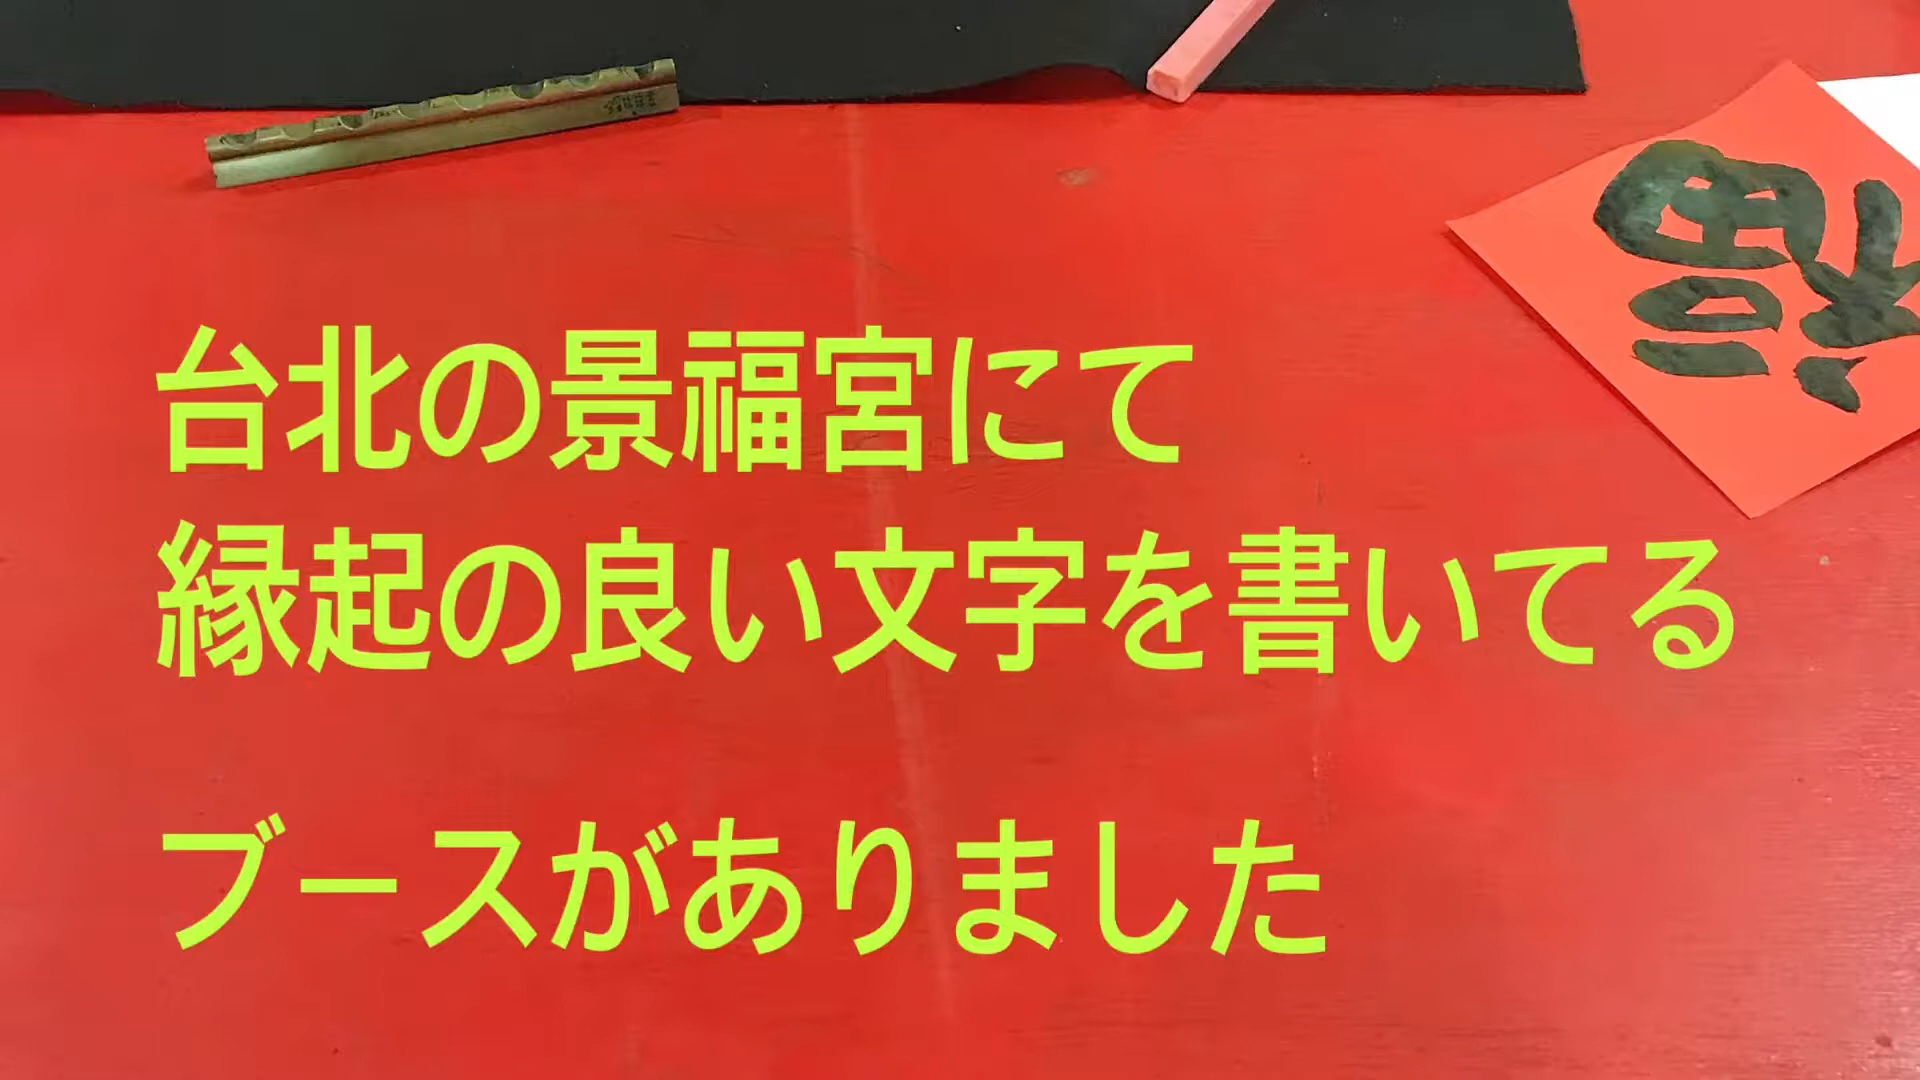 福
台北の景福宮にて
縁起の良い文字を書いてる
ブースがありました